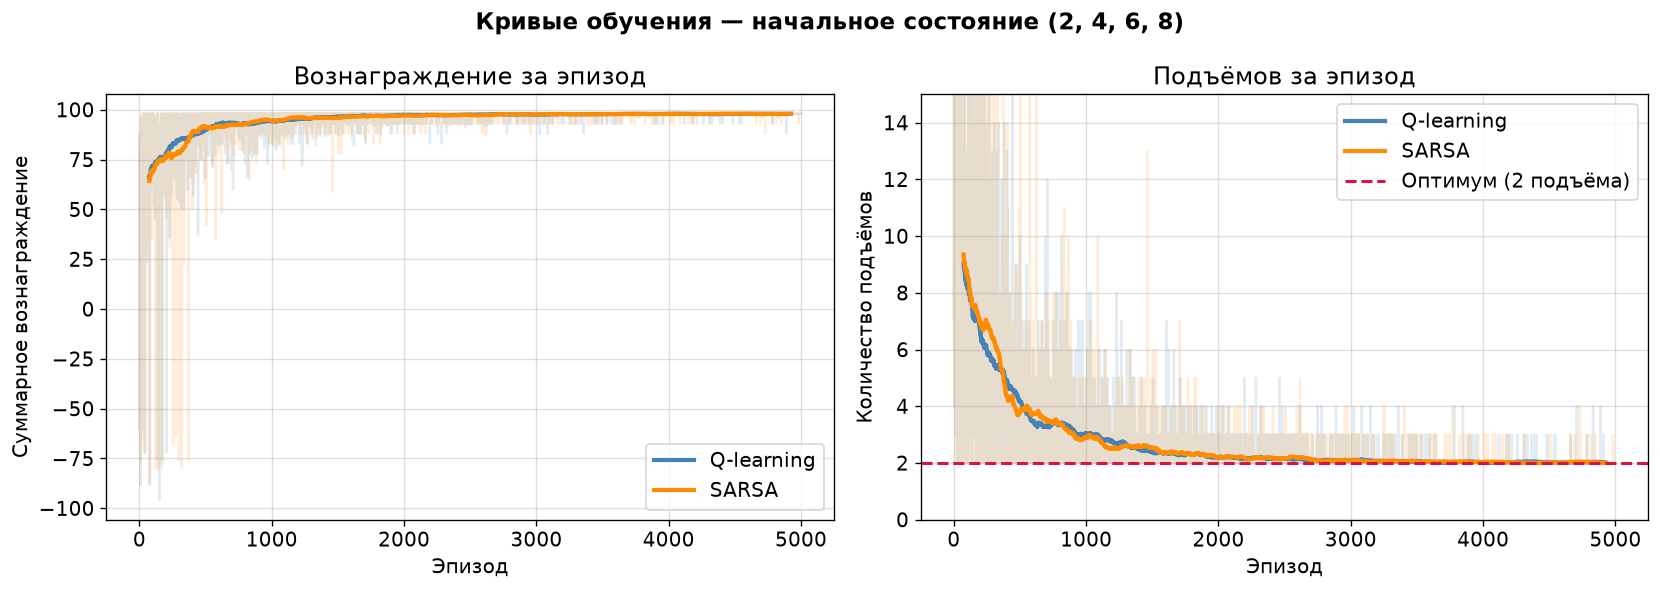 Кривые обучения — начальное состояние (2, 4, 6, 8)
Вознаграждение за эпизод
Суммарное вознаграждение
100
75
50
25
0
−25
−50
−75
−100
0 1000 2000 3000 4000 5000
Эпизод
Q-learning
SARSA
Подъёмов за эпизод
Количество подъёмов
14
12
10
8
6
4
2
0
0 1000 2000 3000 4000 5000
Эпизод
Q-learning
SARSA
Оптимум (2 подъёма)